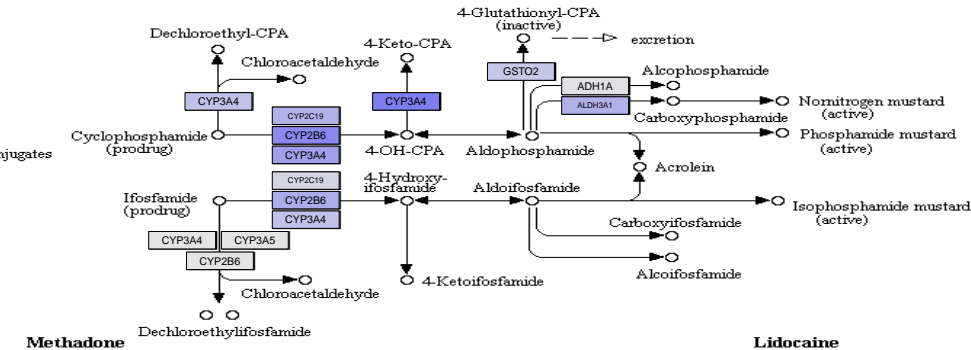 4-Glutathionyl-CPA
(inactive)
Dechloroethyl-CPA
4-Keto-CPA
excretion
Chloroacetaldehyde
GSTO2
Alcophosphamide
ADH1A
CYP3A4
CYP3A4
ALDH3A1
Nornitrogen mustard
(active)
Carboxyphosphamide
CYP2C19
Cyclophosphamide
(prodrug)
CYP2B6
Phosphamide mustard
(active)
4-OH-CPA
Aldophosphamide
njugates
CYP3A4
Acrolein
CYP2C19
4-Hydroxy-
ifosfamide
Aldoifosfamide
Ifosfamide
(prodrug)
CYP2B6
Isophosphamide mustard
(active)
CYP3A4
Carboxyifosfamide
CYP3A4
CYP3A5
CYP2B6
Alcoifosfamide
4-Ketoifosfamide
Chloroacetaldehyde
Dechloroethylifosfamide
Methadone
Lidocaine